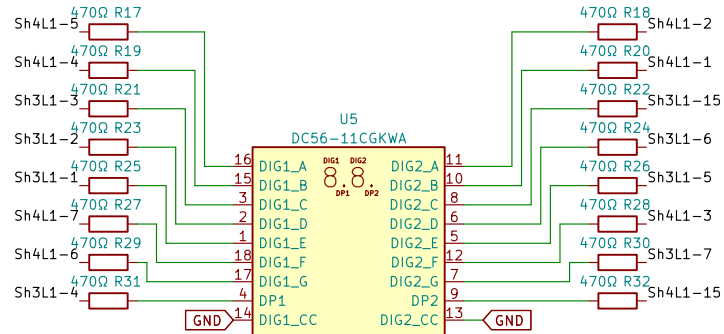 Sh4L1-5 470Ω R17 470Ω R18 Sh4L1-2
Sh4L1-4 470Ω R19 470Ω R20 Sh4L1-1
Sh3L1-3 470Ω R21 470Ω R22 Sh3L1-15
Sh3L1-2 470Ω R23 470Ω R24 Sh3L1-6
Sh3L1-1 470Ω R25 470Ω R26 Sh3L1-5
Sh4L1-7 470Ω R27 470Ω R28 Sh4L1-3
Sh4L1-6 470Ω R29 470Ω R30 Sh3L1-7
Sh3L1-4 470Ω R31 470Ω R32 Sh4L1-15
U5
DC56-11CGKWA
DIG1 DIG2
8. 8.
DP1 DP2
16 DIG1_A DIG2_A 11
15 DIG1_B DIG2_B 10
3 DIG1_C DIG2_C 8
2 DIG1_D DIG2_D 6
1 DIG1_E DIG2_E 5
18 DIG1_F DIG2_F 12
17 DIG1_G DIG2_G 7
4 DP1 DP2 9
GND 14 DIG1_CC DIG2_CC 13 GND